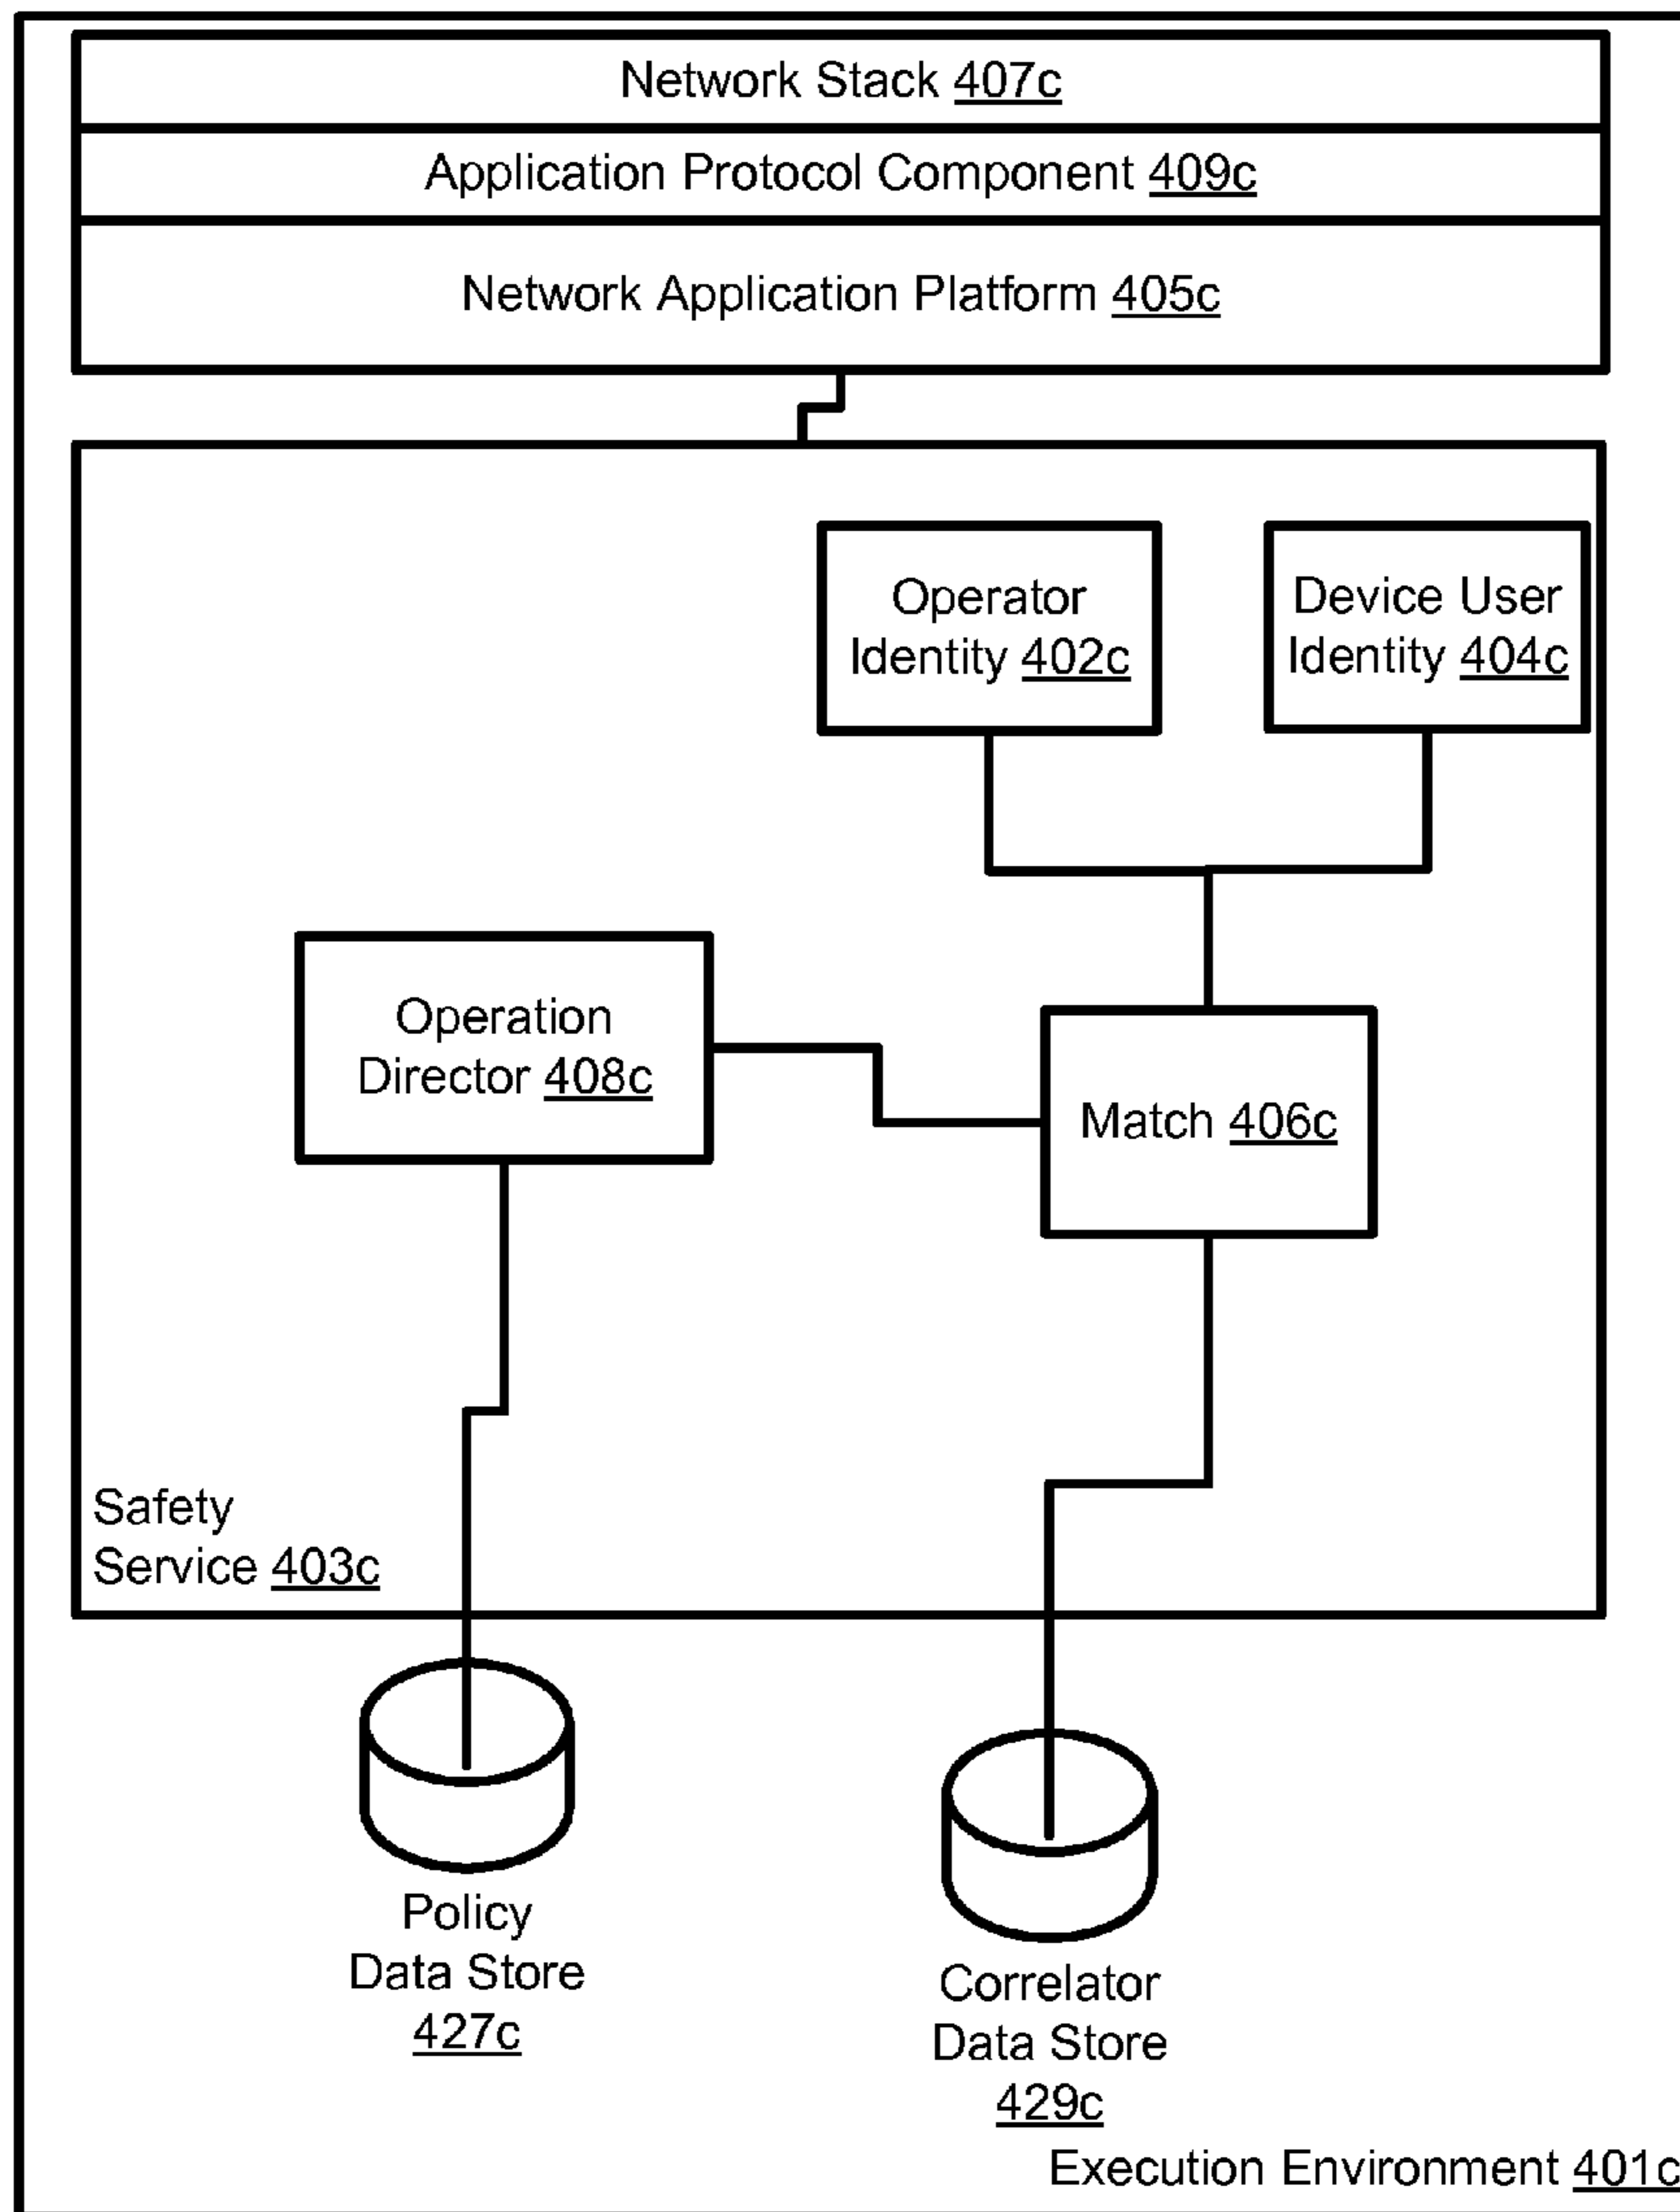 Network Stack 407c
Application Protocol Component 409c
Network Application Platform 405c
Operator
Identity 402c
Device User
Identity 404c
Operation
Director 408c
Match 406c
Safety
Service 403c
Policy
Data Store
427c
Correlator
Data Store
429c
Execution Environment 401c